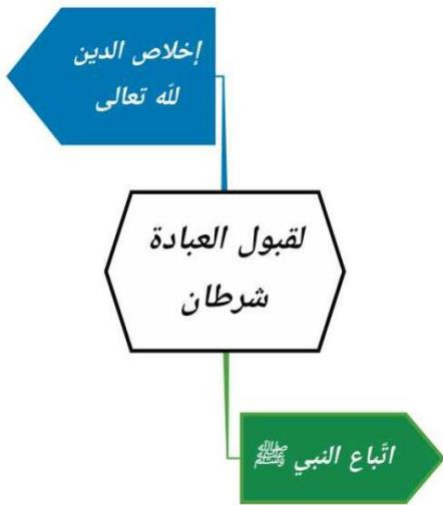 إخلاص الدين
لله تعالى
لقبول العبادة
شرطان
اتّباع النبي ﷺ